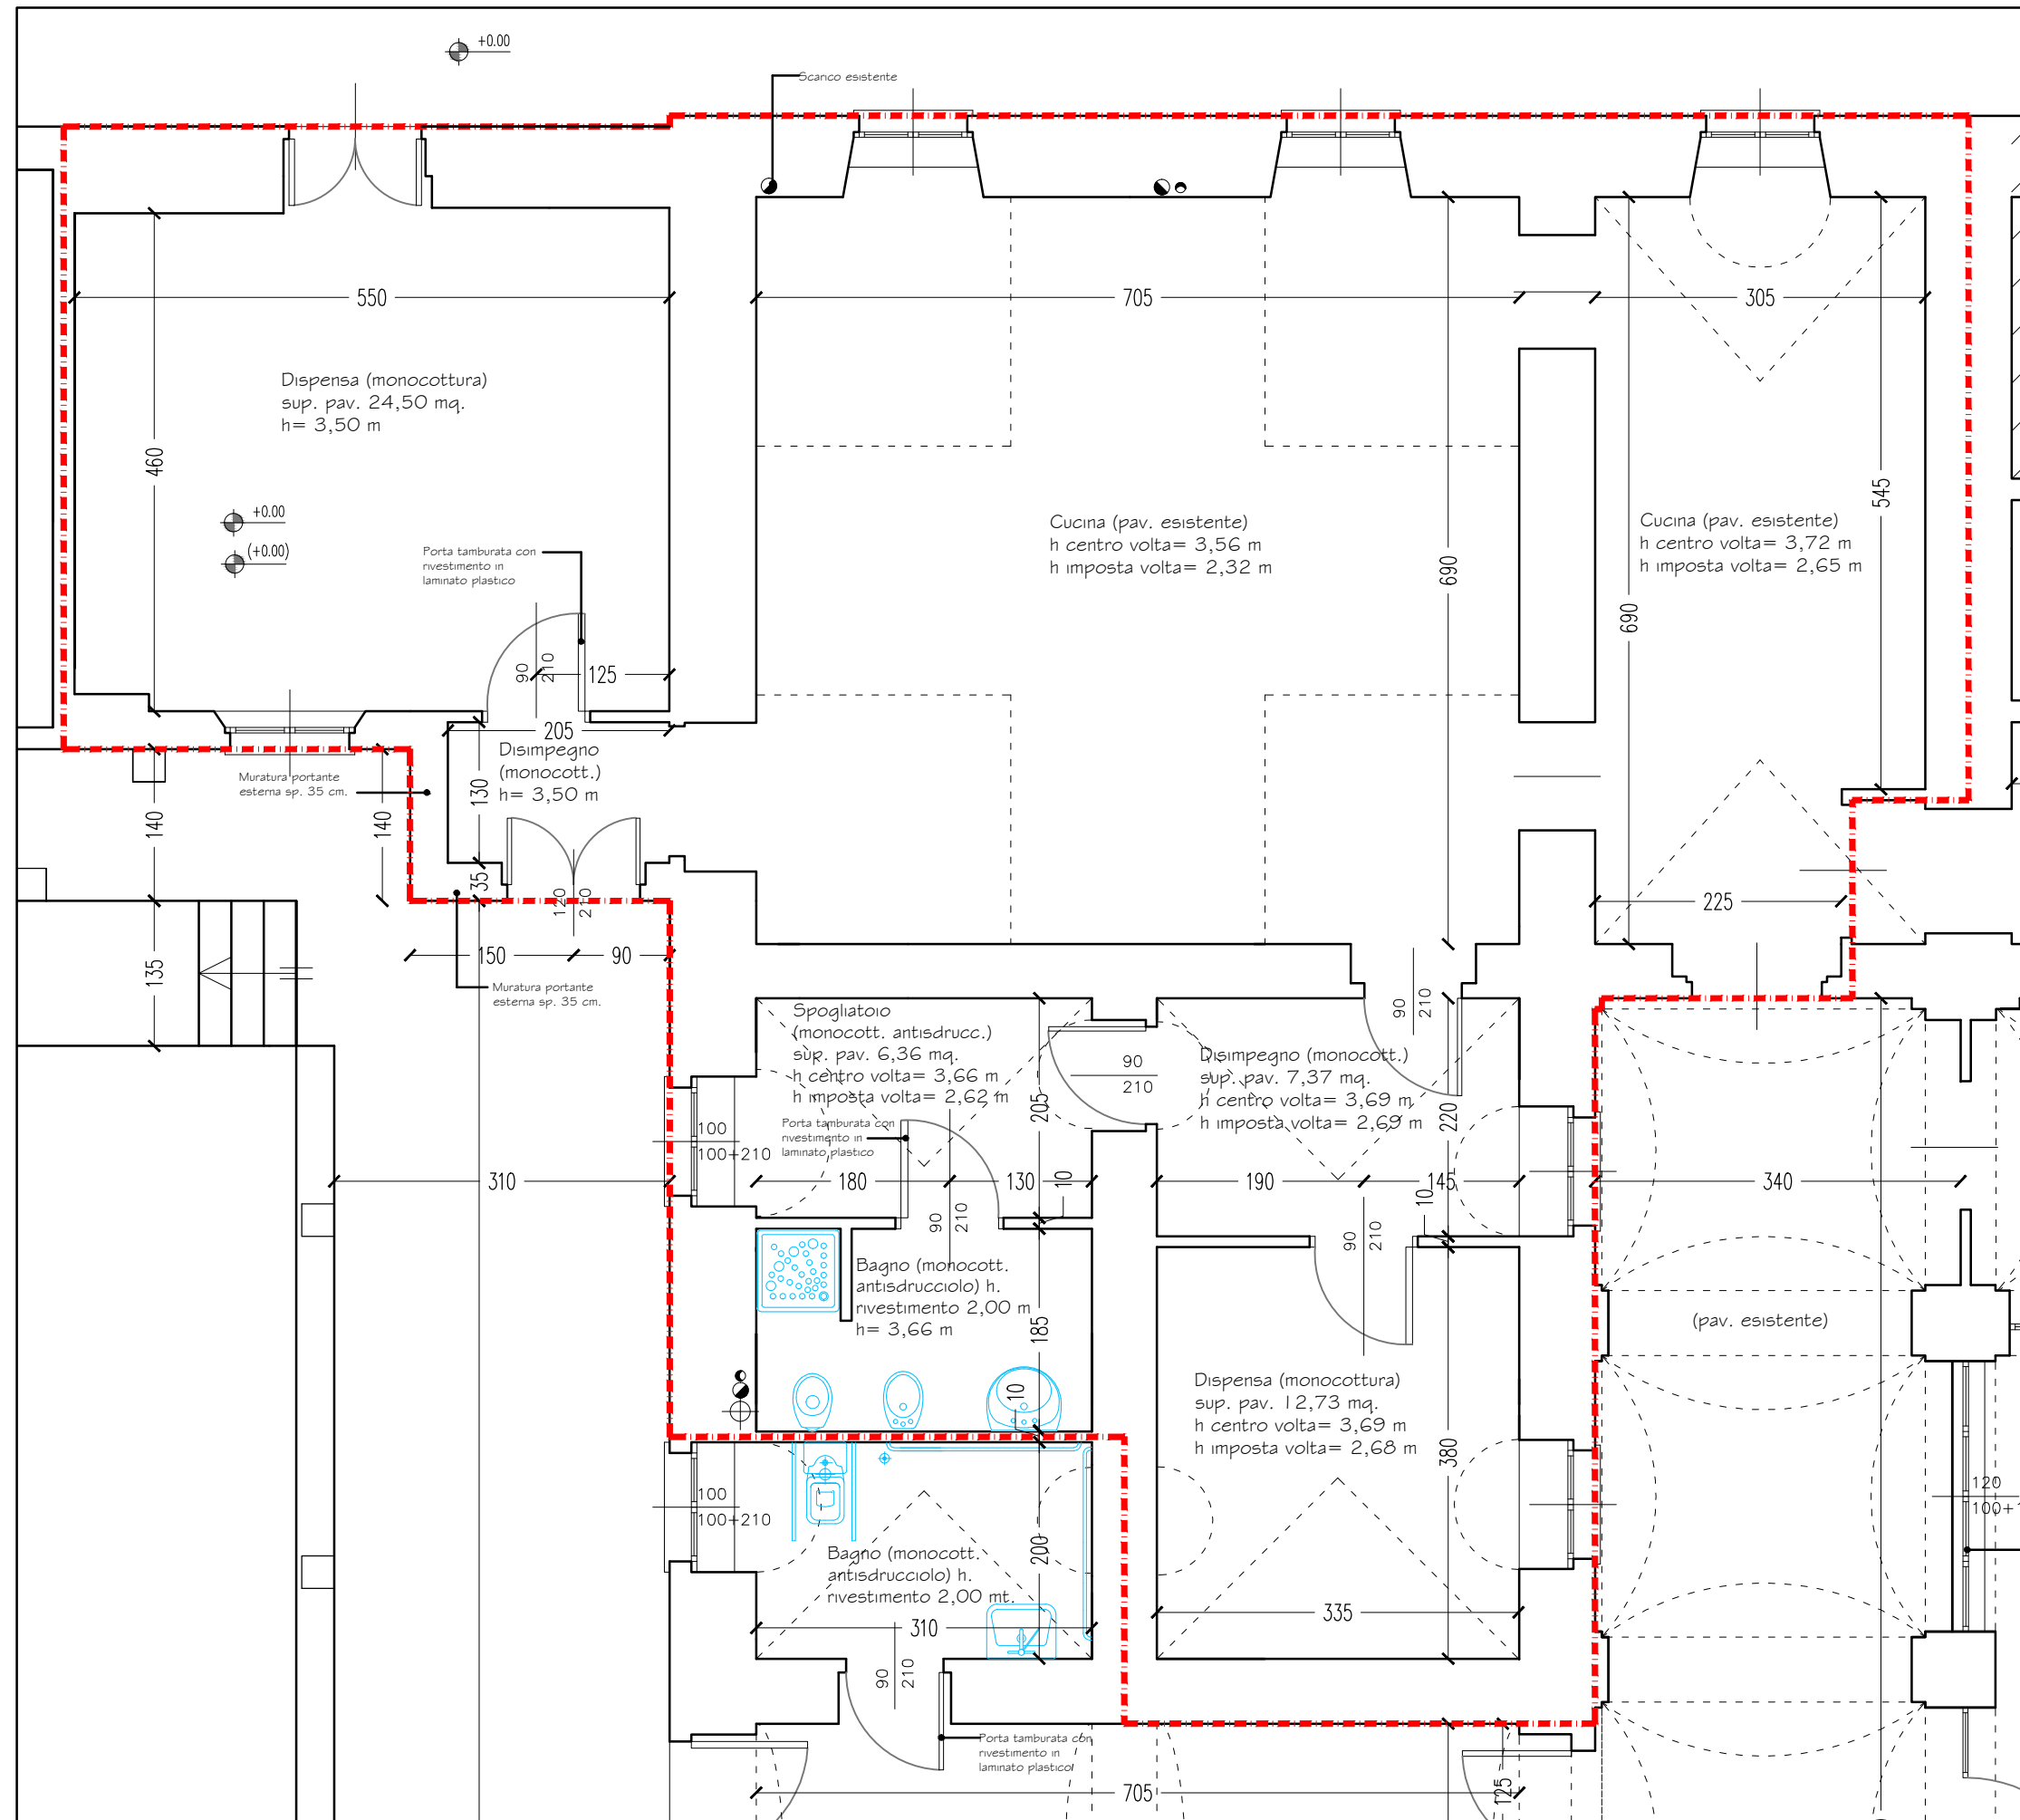 +0.00
Scarico esistente
550
705
305
Dispensa (monocottura)
sup. pav. 24,50 mq.
h= 3,50 m
460
+0.00
(+0.00)
Porta tamburata con
rivestimento in
laminato plastico
90
210
125
Cucina (pav. esistente)
h centro volta= 3,56 m
h imposta volta= 2,32 m
690
Cucina (pav. esistente)
h centro volta= 3,72 m
h imposta volta= 2,65 m
545
690
205
Disimpegno
(monocott.)
h= 3,50 m
130
Muratura portante
esterna sp. 35 cm.
140
140
35
120
210
225
135
150
90
Muratura portante
esterna sp. 35 cm.
90
210
Spogliatoio
(monocott. antisdrucc.)
sup. pav. 6,36 mq.
h centro volta= 3,66 m
h imposta volta= 2,62 m
205
90
210
Disimpegno (monocott.)
sup. pav. 7,37 mq.
h centro volta= 3,69 m
h imposta volta= 2,69 m
220
Porta tamburata con
rivestimento in
laminato plastico
100
100+210
310
180
130
10
190
145
10
340
90
210
90
210
Bagno (monocott.
antisdrucciolo) h.
rivestimento 2,00 m
h= 3,66 m
185
(pav. esistente)
10
Dispensa (monocottura)
sup. pav. 12,73 mq.
h centro volta= 3,69 m
h imposta volta= 2,68 m
380
100
100+210
120
100+
200
Bagno (monocott.
antisdrucciolo) h.
rivestimento 2,00 mt.
310
335
90
210
Porta tamburata con
rivestimento in
laminato plastico
705
125